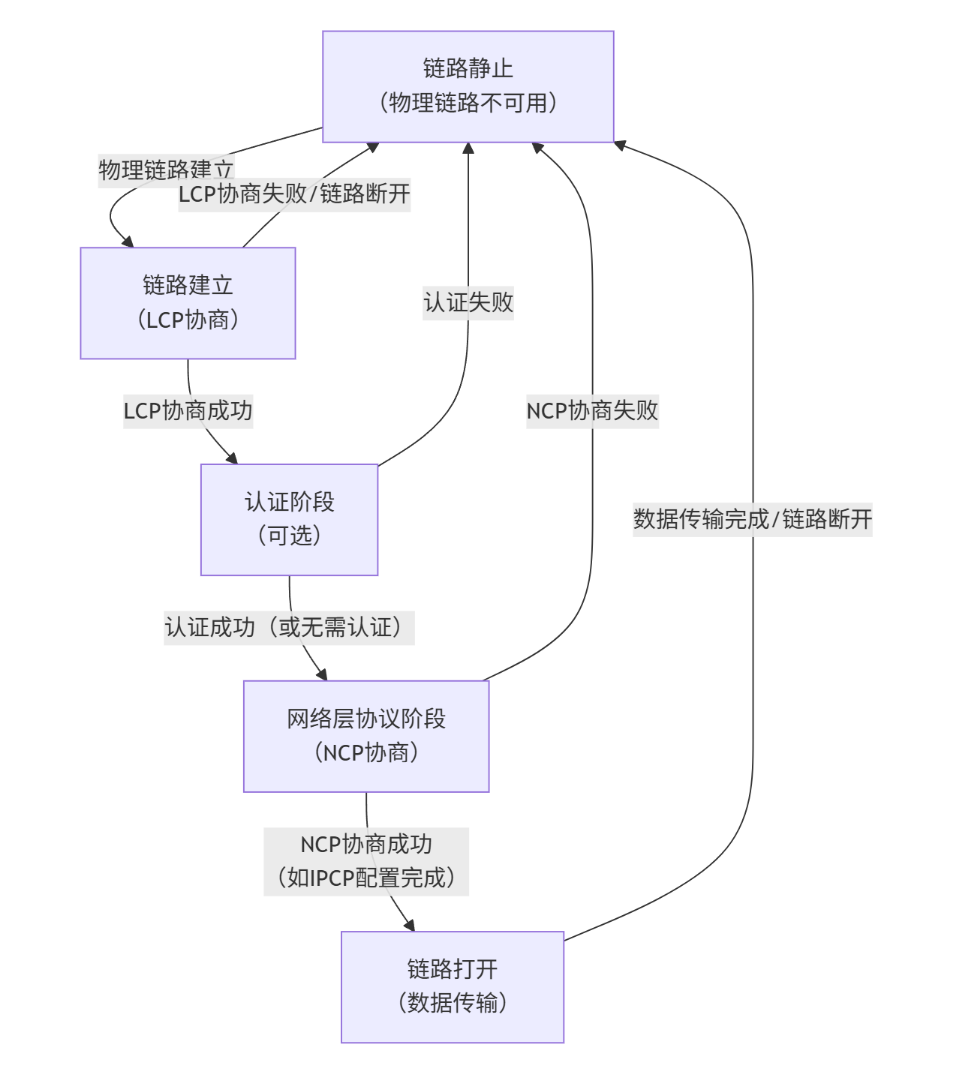 链路静止
（物理链路不可用）
物理链路建立
LCP协商失败/链路断开
链路建立
（LCP协商）
认证失败
LCP协商成功
NCP协商失败
认证阶段
（可选）
数据传输完成/链路断开
认证成功（或无需认证）
网络层协议阶段
（NCP协商）
NCP协商成功
（如IPCP配置完成）
链路打开
（数据传输）